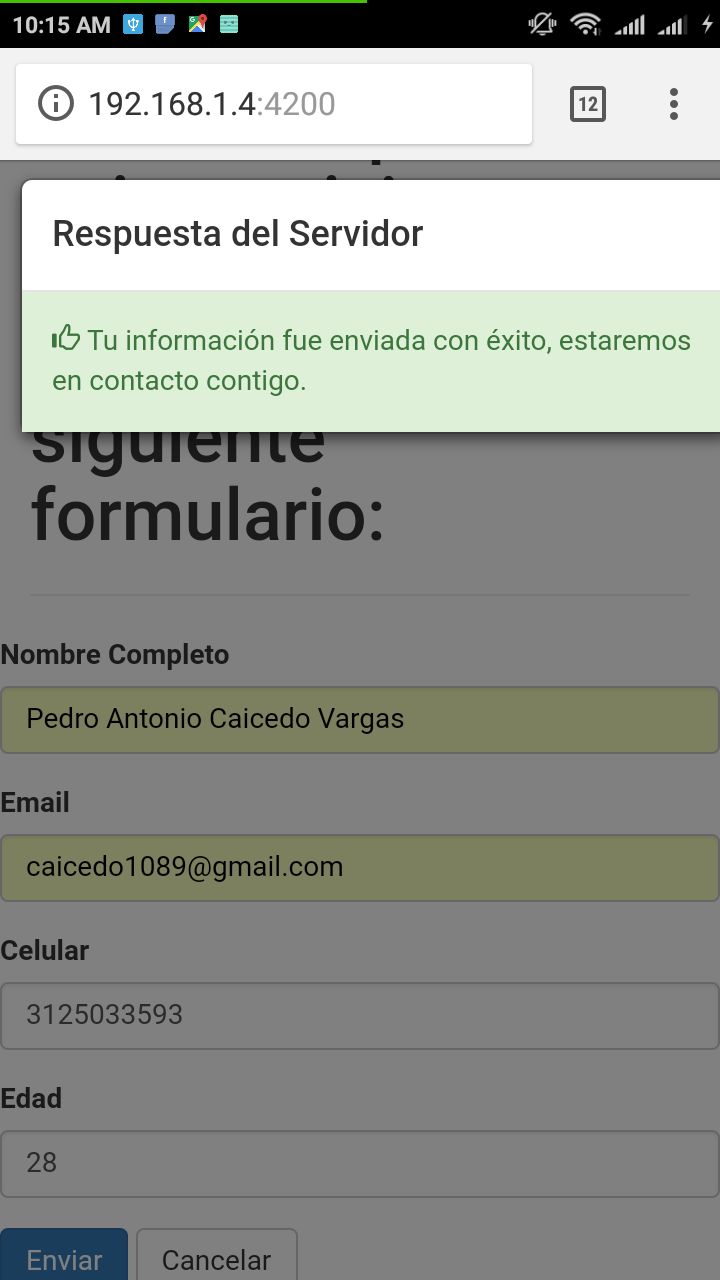 10:15 AM
192.168.1.4:4200
12
Respuesta del Servidor
Tu información fue enviada con éxito, estaremos
en contacto contigo.
siguiente
formulario:
Nombre Completo
Pedro Antonio Caicedo Vargas
Email
caicedo1089@gmail.com
Celular
3125033593
Edad
28
Enviar
Cancelar